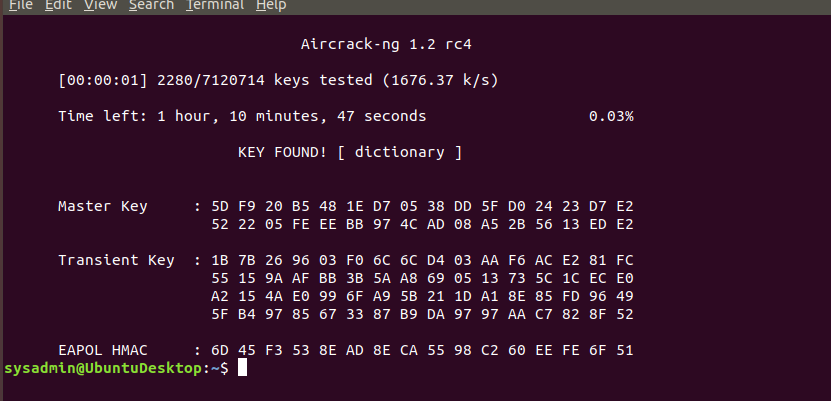 File Edit View Search Terminal Help
Aircrack-ng 1.2 rc4
[00:00:01] 2280/7120714 keys tested (1676.37 k/s)
Time left: 1 hour, 10 minutes, 47 seconds 0.03%
KEY FOUND! [ dictionary ]
Master Key : 5D F9 20 B5 48 1E D7 05 38 DD 5F D0 24 23 D7 E2
52 22 05 FE EE BB 97 4C AD 08 A5 2B 56 13 ED E2
Transient Key : 1B 7B 26 96 03 F0 6C 6C D4 03 AA F6 AC E2 81 FC
55 15 9A AF BB 3B 5A A8 69 05 13 73 5C 1C EC E0
A2 15 4A E0 99 6F A9 5B 21 1D A1 8E 85 FD 96 49
5F B4 97 85 67 33 87 B9 DA 97 97 AA C7 82 8F 52
EAPOL HMAC : 6D 45 F3 53 8E AD 8E CA 55 98 C2 60 EE FE 6F 51
sysadmin@UbuntuDesktop:~$